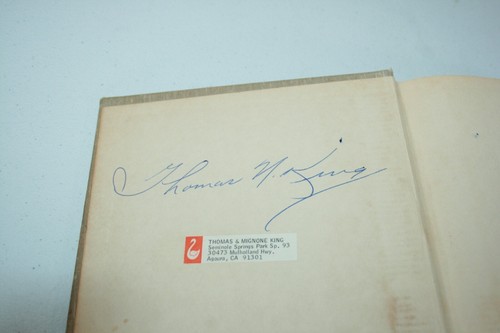 Thomas N. King
THOMAS & MIGNONE KING
Seminole Springs Park Sp. 93
30473 Mulholland Hwy.
Agoura, CA 91301